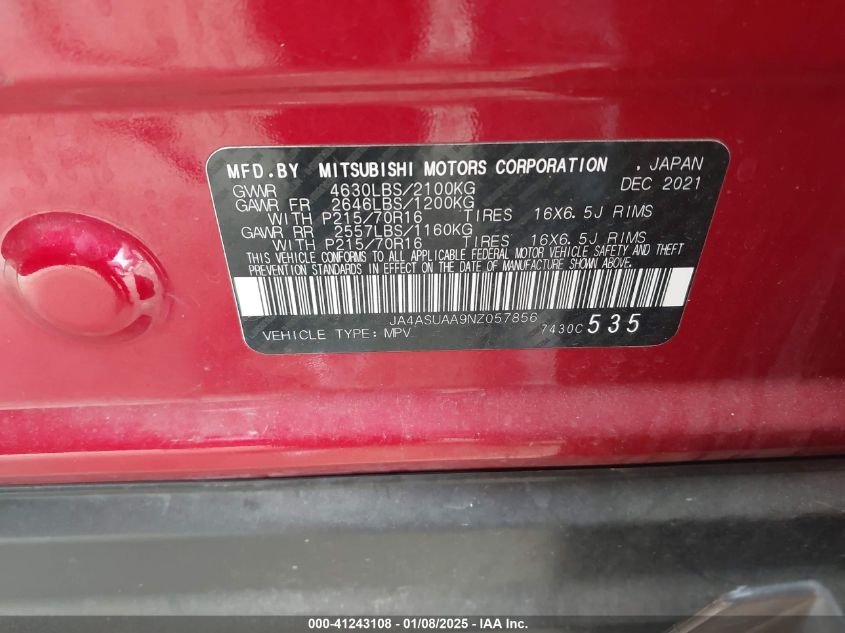 MFD.BY MITSUBISHI MOTORS CORPORATION . JAPAN
GVWR 4630LBS/2100KG DEC 2021
GAWR FR 2646LBS/1200KG
WITH P215/70R16 TIRES 16X6.5J RIMS
GAWR RR 2557LBS/1160KG
WITH P215/70R16 TIRES 16X6.5J RIMS
THIS VEHICLE CONFORMS TO ALL APPLICABLE FEDERAL MOTOR VEHICLE SAFETY AND THEFT
PREVENTION STANDARDS IN EFFECT ON THE DATE OF MANUFACTURE SHOWN ABOVE.
JA4ASUAA9NZ057856 7430C 535
VEHICLE TYPE:MPV
000-41243108 - 01/08/2025 - IAA Inc.